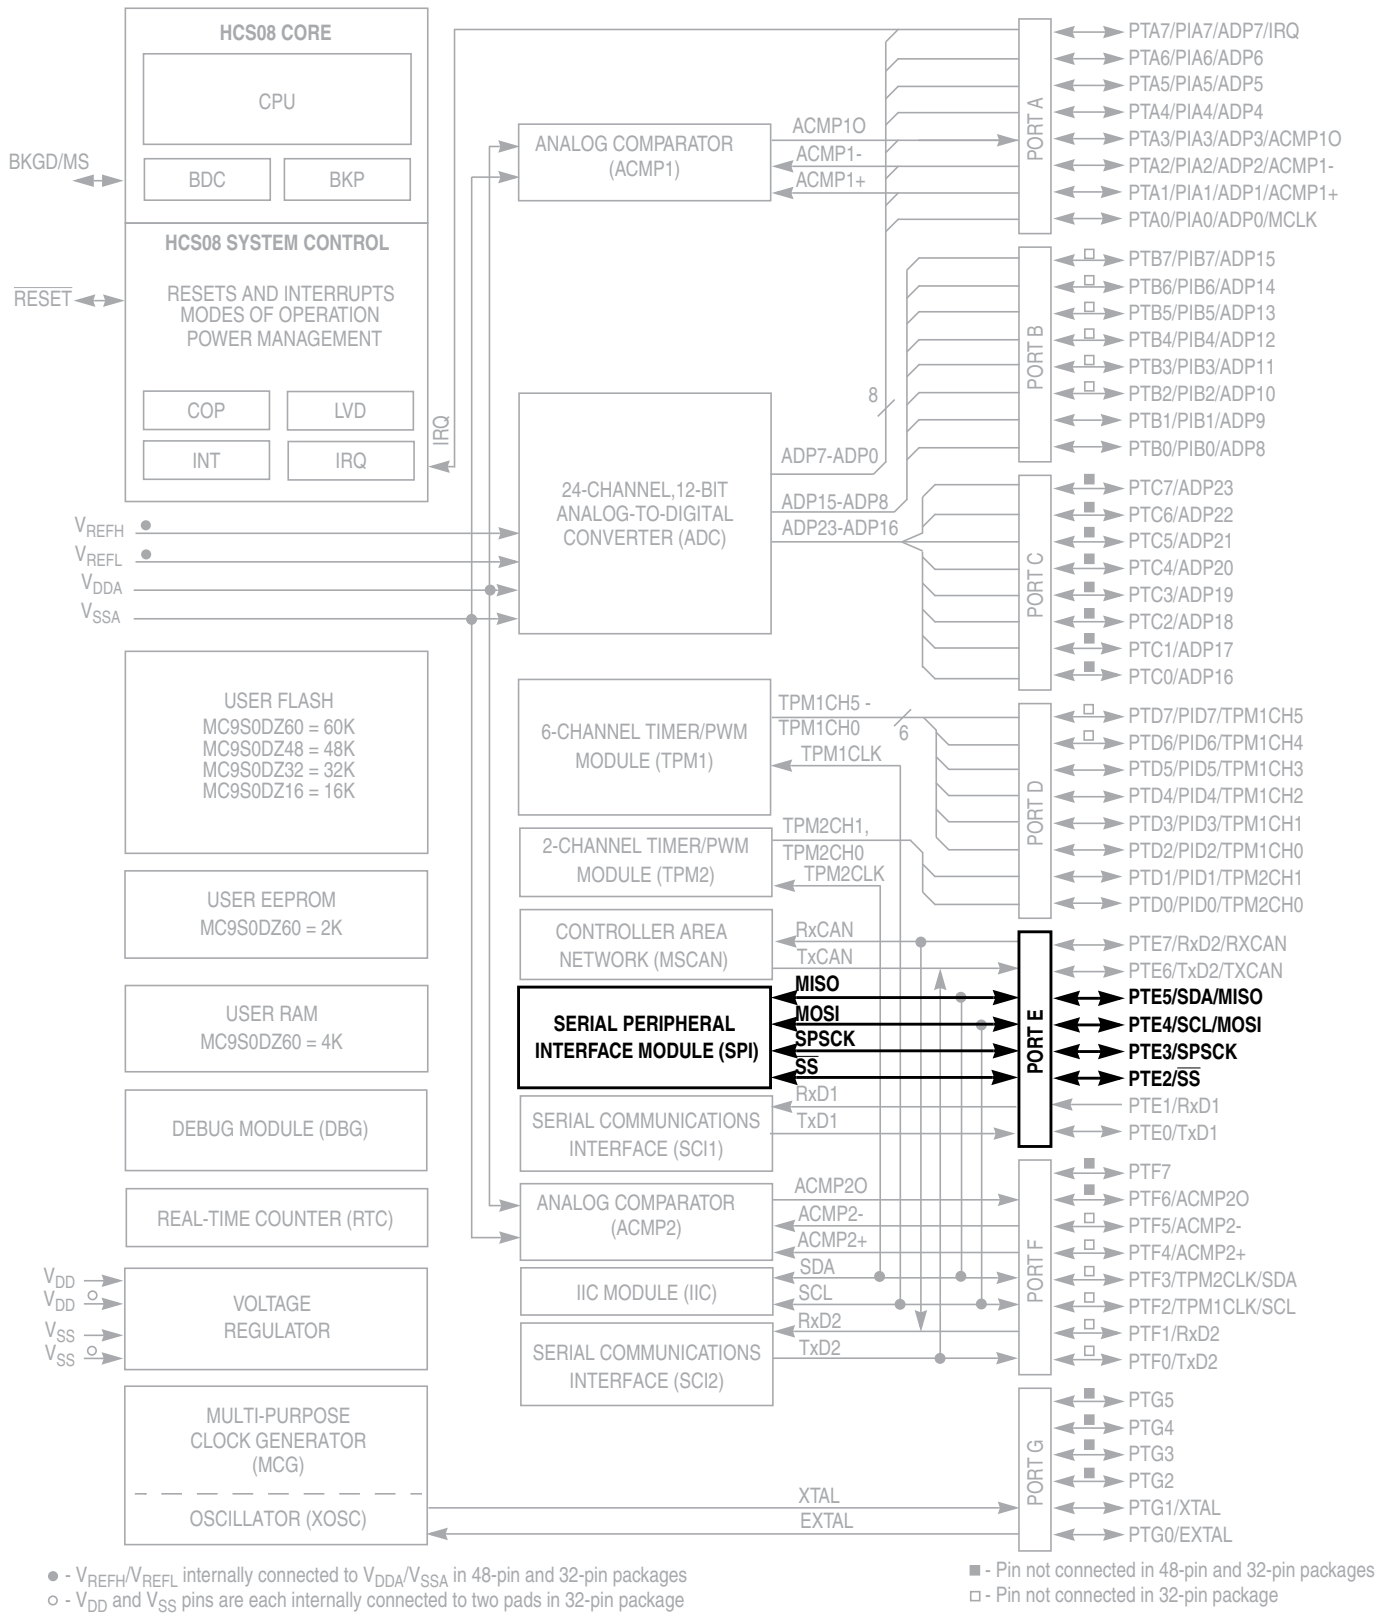 HCS08 CORE
CPU
BKGD/MS
BDC
BKP
HCS08 SYSTEM CONTROL
RESET
RESETS AND INTERRUPTS
MODES OF OPERATION
POWER MANAGEMENT
COP
LVD
INT
IRQ
IRQ
VREFH
VREFL
VDDA
VSSA
USER FLASH
MC9S0DZ60 = 60K
MC9S0DZ48 = 48K
MC9S0DZ32 = 32K
MC9S0DZ16 = 16K
USER EEPROM
MC9S0DZ60 = 2K
USER RAM
MC9S0DZ60 = 4K
DEBUG MODULE (DBG)
REAL-TIME COUNTER (RTC)
VDD
VDD
VSS
VSS
VOLTAGE
REGULATOR
MULTI-PURPOSE
CLOCK GENERATOR
(MCG)
OSCILLATOR (XOSC)
ANALOG COMPARATOR
(ACMP1)
ACMP1O
ACMP1-
ACMP1+
24-CHANNEL,12-BIT
ANALOG-TO-DIGITAL
CONVERTER (ADC)
8
ADP7-ADP0
ADP15-ADP8
ADP23-ADP16
6-CHANNEL TIMER/PWM
MODULE (TPM1)
TPM1CH5 -
TPM1CH0
6
TPM1CLK
2-CHANNEL TIMER/PWM
MODULE (TPM2)
TPM2CH1,
TPM2CH0
TPM2CLK
CONTROLLER AREA
NETWORK (MSCAN)
RxCAN
TxCAN
SERIAL PERIPHERAL
INTERFACE MODULE (SPI)
MISO
MOSI
SPSCK
SS
SERIAL COMMUNICATIONS
INTERFACE (SCI1)
RxD1
TxD1
ANALOG COMPARATOR
(ACMP2)
ACMP2O
ACMP2-
ACMP2+
IIC MODULE (IIC)
SDA
SCL
SERIAL COMMUNICATIONS
INTERFACE (SCI2)
RxD2
TxD2
XTAL
EXTAL
PORT A
PTA7/PIA7/ADP7/IRQ
PTA6/PIA6/ADP6
PTA5/PIA5/ADP5
PTA4/PIA4/ADP4
PTA3/PIA3/ADP3/ACMP1O
PTA2/PIA2/ADP2/ACMP1-
PTA1/PIA1/ADP1/ACMP1+
PTA0/PIA0/ADP0/MCLK
PORT B
PTB7/PIB7/ADP15
PTB6/PIB6/ADP14
PTB5/PIB5/ADP13
PTB4/PIB4/ADP12
PTB3/PIB3/ADP11
PTB2/PIB2/ADP10
PTB1/PIB1/ADP9
PTB0/PIB0/ADP8
PORT C
PTC7/ADP23
PTC6/ADP22
PTC5/ADP21
PTC4/ADP20
PTC3/ADP19
PTC2/ADP18
PTC1/ADP17
PTC0/ADP16
PORT D
PTD7/PID7/TPM1CH5
PTD6/PID6/TPM1CH4
PTD5/PID5/TPM1CH3
PTD4/PID4/TPM1CH2
PTD3/PID3/TPM1CH1
PTD2/PID2/TPM1CH0
PTD1/PID1/TPM2CH1
PTD0/PID0/TPM2CH0
PORT E
PTE7/RxD2/RXCAN
PTE6/TxD2/TXCAN
PTE5/SDA/MISO
PTE4/SCL/MOSI
PTE3/SPSCK
PTE2/SS
PTE1/RxD1
PTE0/TxD1
PORT F
PTF7
PTF6/ACMP2O
PTF5/ACMP2-
PTF4/ACMP2+
PTF3/TPM2CLK/SDA
PTF2/TPM1CLK/SCL
PTF1/RxD2
PTF0/TxD2
PORT G
PTG5
PTG4
PTG3
PTG2
PTG1/XTAL
PTG0/EXTAL
● - VREFH/VREFL internally connected to VDDA/VSSA in 48-pin and 32-pin packages
○ - VDD and VSS pins are each internally connected to two pads in 32-pin package
■ - Pin not connected in 48-pin and 32-pin packages
□ - Pin not connected in 32-pin package